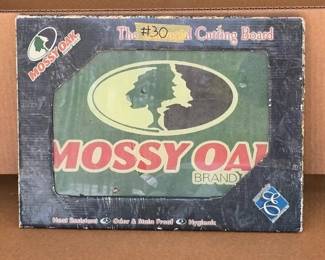 MOSSY OAK
The
#30
Cutting Board
MOSSY OAK
BRAND
Heat Resistant Odor & Stain Proof Hygienic